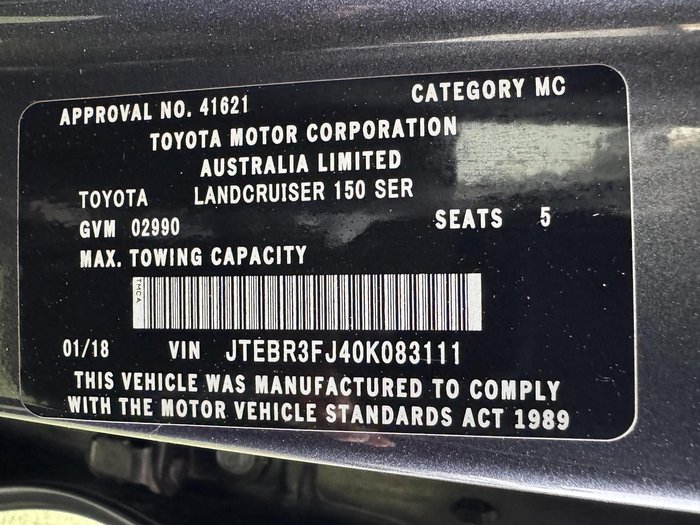 APPROVAL NO. 41621 CATEGORY MC
TOYOTA MOTOR CORPORATION
AUSTRALIA LIMITED
TOYOTA LANDCRUISER 150 SER
GVM 02990 SEATS 5
MAX. TOWING CAPACITY
TMCA
01/18 VIN JTEBR3FJ40K083111
THIS VEHICLE WAS MANUFACTURED TO COMPLY
WITH THE MOTOR VEHICLE STANDARDS ACT 1989